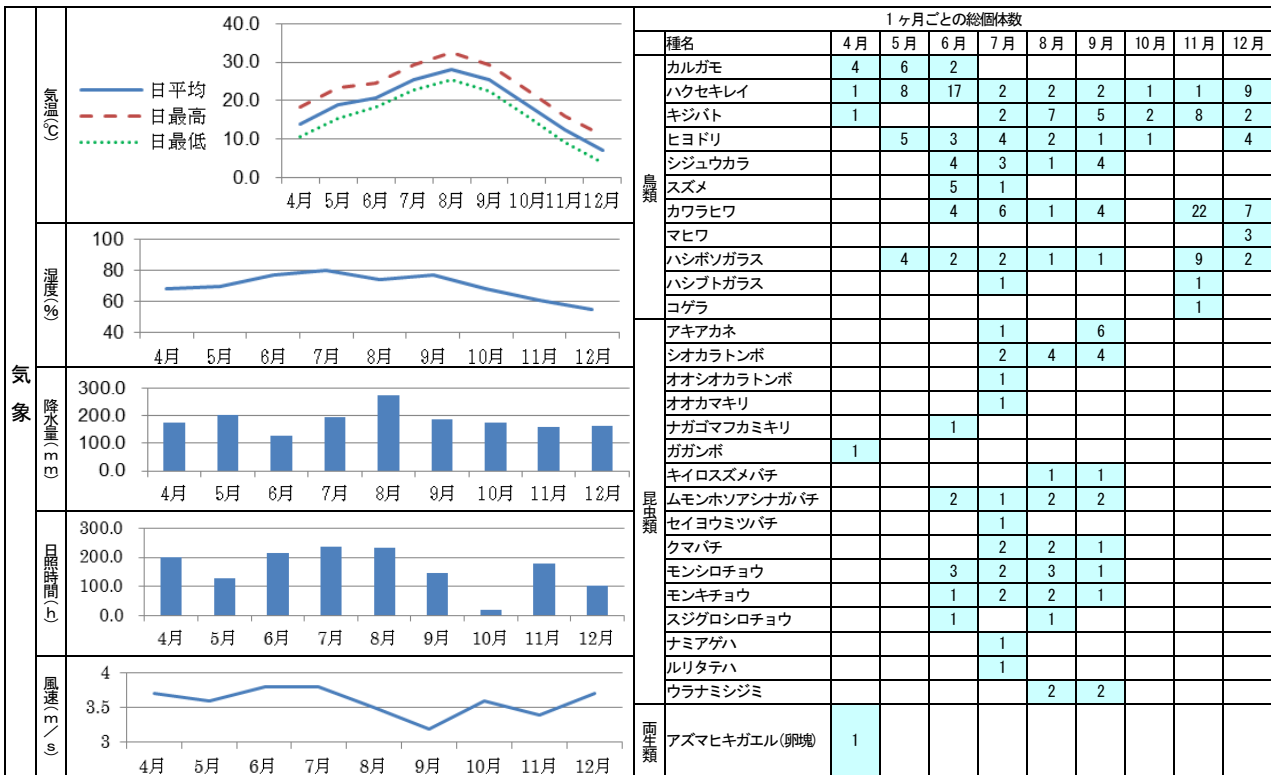 気象
気温(℃)
40.0
30.0
20.0
10.0
0.0
日平均
日最高
日最低
4月 5月 6月 7月 8月 9月 10月11月12月
湿度(%)
100
80
60
40
4月 5月 6月 7月 8月 9月 10月 11月 12月
降水量(mm)
300.0
200.0
100.0
0.0
4月 5月 6月 7月 8月 9月 10月 11月 12月
日照時間(h)
300.0
200.0
100.0
0.0
4月 5月 6月 7月 8月 9月 10月 11月 12月
風速(m/s)
4
3.5
3
4月 5月 6月 7月 8月 9月 10月 11月 12月
1ヶ月ごとの総個体数
種名 4月 5月 6月 7月 8月 9月 10月 11月 12月
鳥類
カルガモ 4 6 2
ハクセキレイ 1 8 17 2 2 2 1 1 9
キジバト 1 2 7 5 2 8 2
ヒヨドリ 5 3 4 2 1 1 4
シジュウカラ 4 3 1 4
スズメ 5 1
カワラヒワ 4 6 1 4 22 7
マヒワ 3
ハシボソガラス 4 2 2 1 1 9 2
ハシブトガラス 1 1
コゲラ 1
昆虫類
アキアカネ 1 6
シオカラトンボ 2 4 4
オオシオカラトンボ 1
オオカマキリ 1
ナガゴマフカミキリ 1
ガガンボ 1
キイロスズメバチ 1 1
ムモンホソアシナガバチ 2 1 2 2
セイヨウミツバチ 1
クマバチ 2 2 1
モンシロチョウ 3 2 3 1
モンキチョウ 1 2 2 1
スジグロシロチョウ 1 1
ナミアゲハ 1
ルリタテハ 1
ウラナミシジミ 2 2
両生類
アズマヒキガエル(卵塊) 1